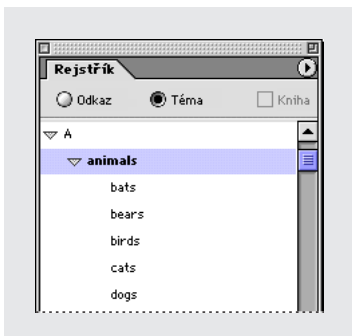 Rejstřík
Odkaz Téma Kniha
A
animals
bats
bears
birds
cats
dogs